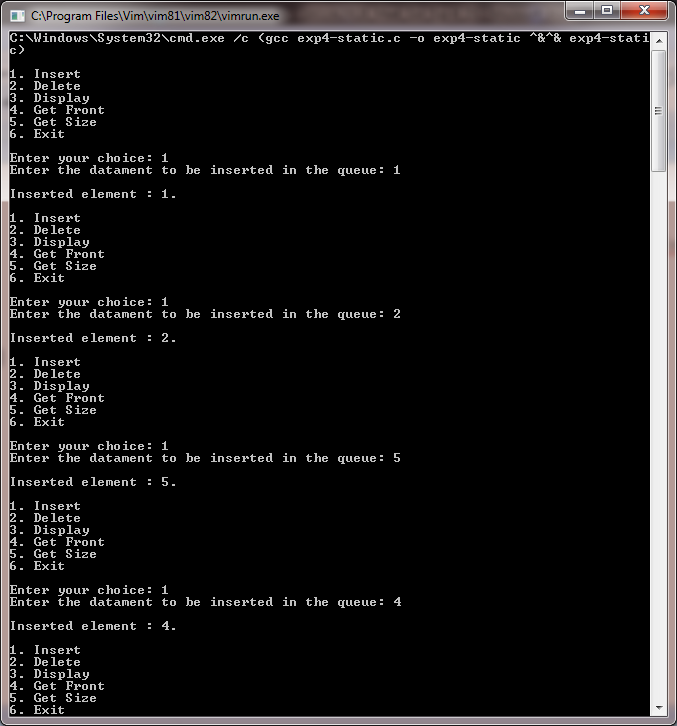 C:\Program Files\Vim\vim81\vim82\vimrun.exe
C:\Windows\System32\cmd.exe /c (gcc exp4-static.c -o exp4-static ^&^& exp4-stati
c)
1. Insert
2. Delete
3. Display
4. Get Front
5. Get Size
6. Exit
Enter your choice: 1
Enter the datament to be inserted in the queue: 1
Inserted element : 1.
1. Insert
2. Delete
3. Display
4. Get Front
5. Get Size
6. Exit
Enter your choice: 1
Enter the datament to be inserted in the queue: 2
Inserted element : 2.
1. Insert
2. Delete
3. Display
4. Get Front
5. Get Size
6. Exit
Enter your choice: 1
Enter the datament to be inserted in the queue: 5
Inserted element : 5.
1. Insert
2. Delete
3. Display
4. Get Front
5. Get Size
6. Exit
Enter your choice: 1
Enter the datament to be inserted in the queue: 4
Inserted element : 4.
1. Insert
2. Delete
3. Display
4. Get Front
5. Get Size
6. Exit